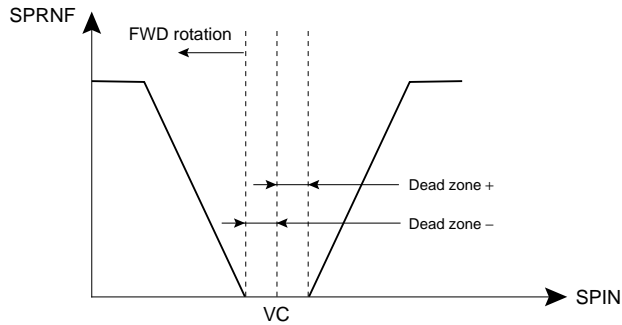 SPRNF
FWD rotation
Dead zone +
Dead zone −
SPIN
VC